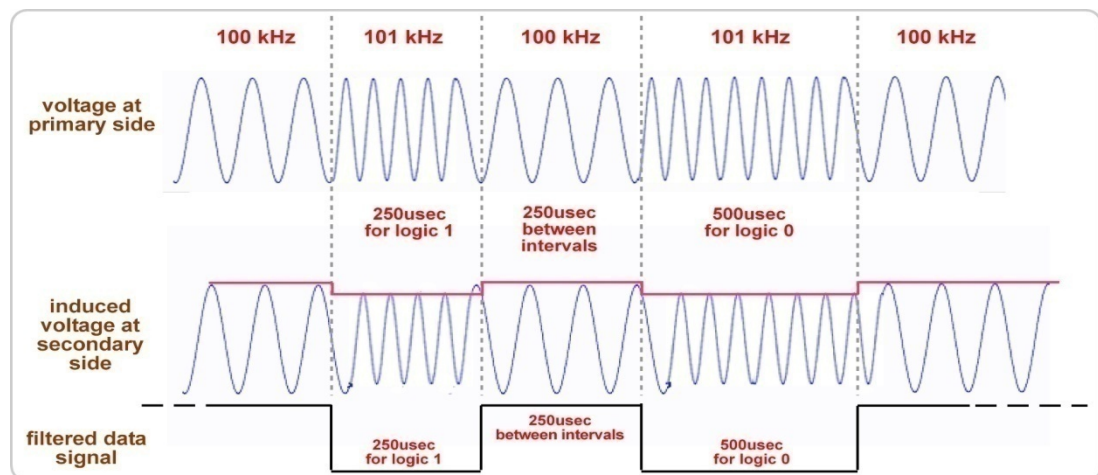 100 kHz 101 kHz 100 kHz 101 kHz 100 kHz
voltage at
primary side
250usec
for logic 1
250usec
between
intervals
500usec
for logic 0
induced
voltage at
secondary
side
filtered data
signal
250usec
for logic 1
250usec
between intervals
500usec
for logic 0